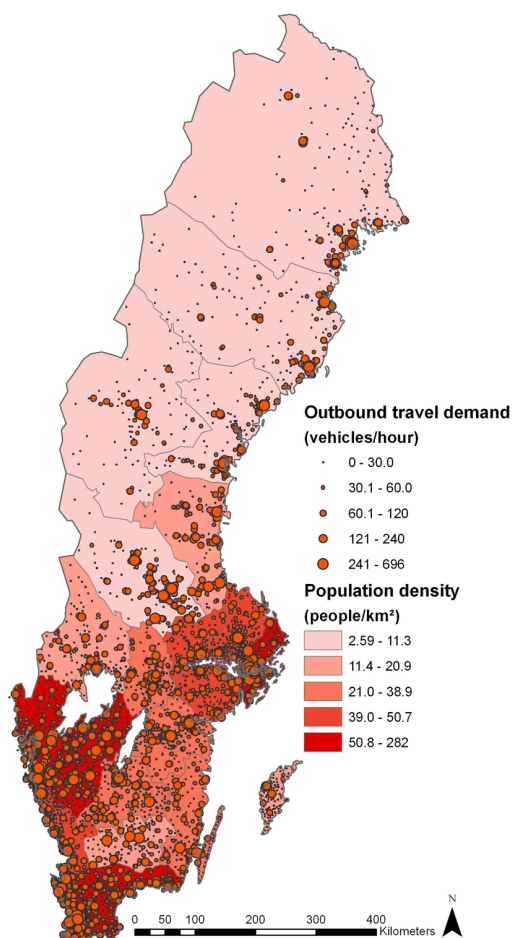 Outbound travel demand
(vehicles/hour)
0 - 30.0
30.1 - 60.0
60.1 - 120
121 - 240
241 - 696
Population density
(people/km²)
2.59 - 11.3
11.4 - 20.9
21.0 - 38.9
39.0 - 50.7
50.8 - 282
N
0 50 100 200 300 400
Kilometers